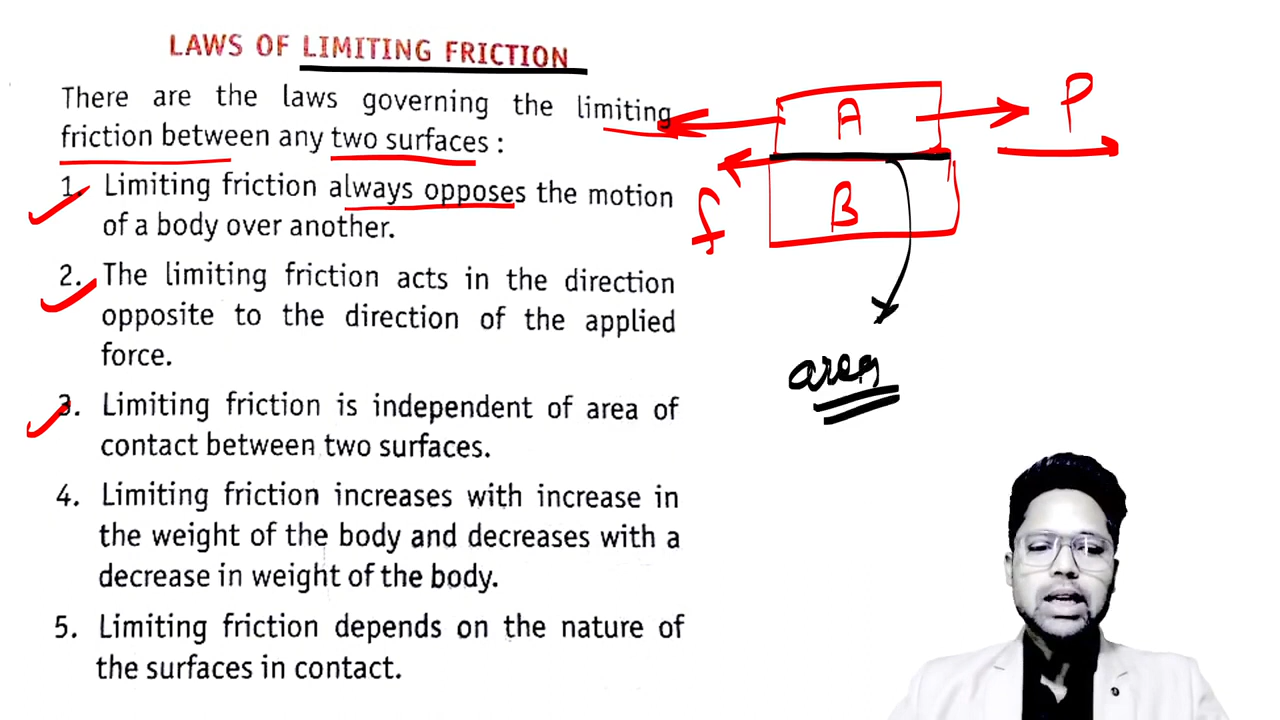 LAWS OF LIMITING FRICTION
There are the laws governing the limiting
friction between any two surfaces :
1. Limiting friction always opposes the motion
of a body over another.
2. The limiting friction acts in the direction
opposite to the direction of the applied
force.
3. Limiting friction is independent of area of
contact between two surfaces.
4. Limiting friction increases with increase in
the weight of the body and decreases with a
decrease in weight of the body.
5. Limiting friction depends on the nature of
the surfaces in contact.
A
P
B
f
area